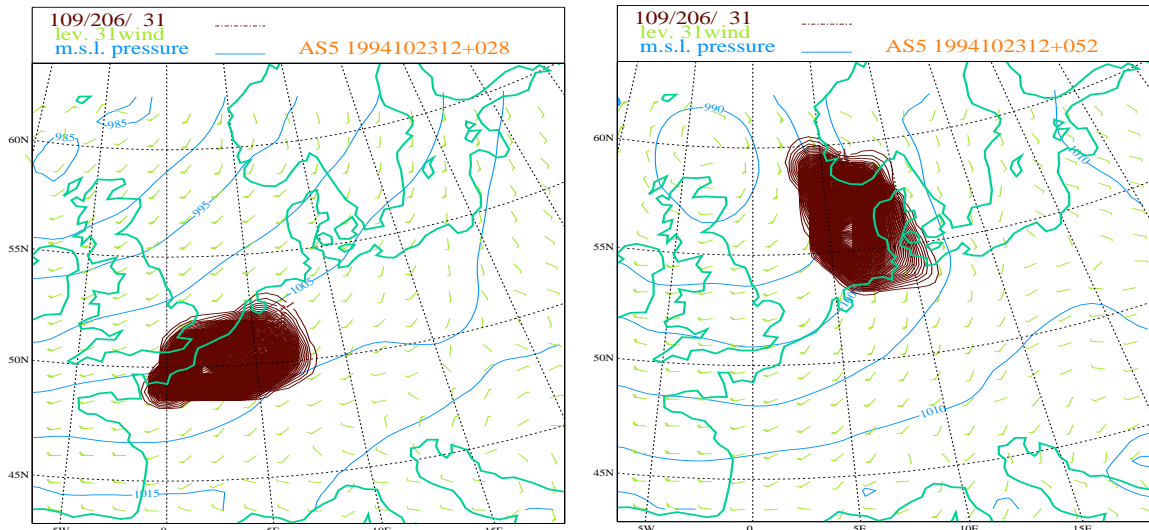 109/206/ 31
lev. 31wind
m.s.l. pressure AS5 1994102312+028
985
985
60N
995
55N
1005
50N
45N
1015
5W 0 5E 10E 15E
109/206/ 31
lev. 31wind
m.s.l. pressure AS5 1994102312+052
990
60N
1010
55N
50N
1010
45N
5W 0 5E 10E 15E